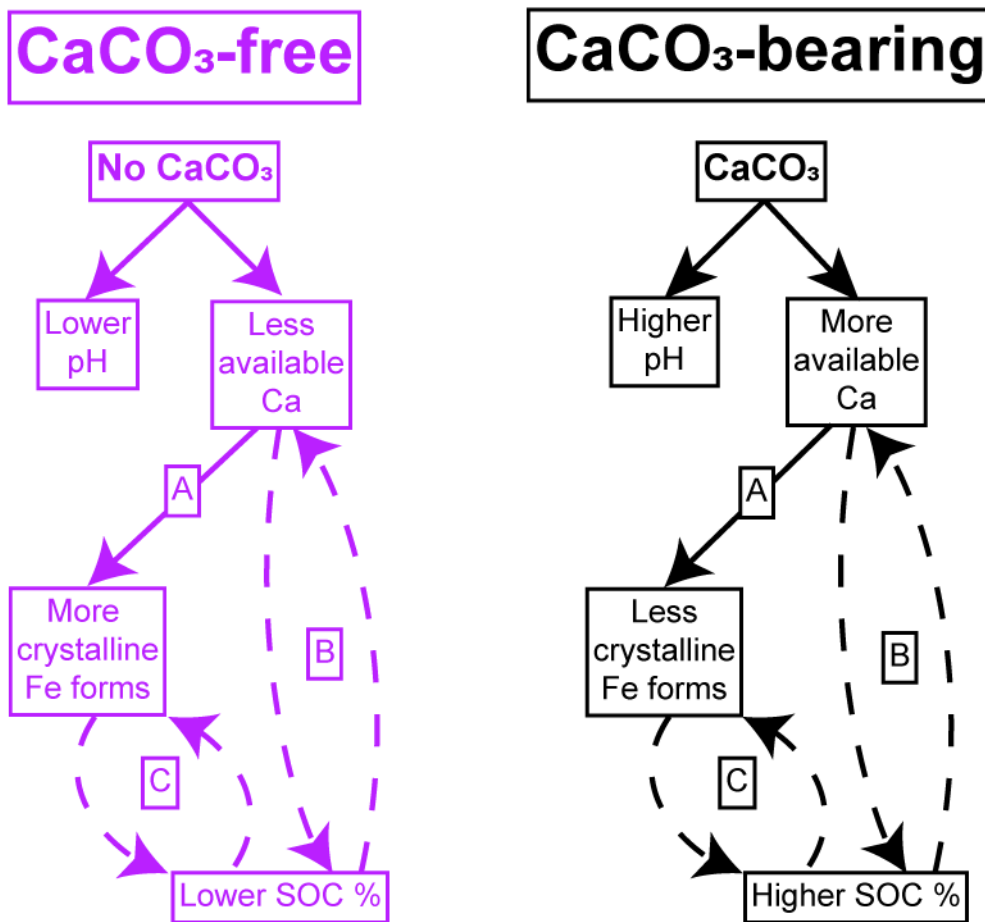 CaCO₃-free
No CaCO₃
Lower
pH
Less
available
Ca
A
More
crystalline
Fe forms
B
C
Lower SOC %
CaCO₃-bearing
CaCO₃
Higher
pH
More
available
Ca
A
Less
crystalline
Fe forms
B
C
Higher SOC %